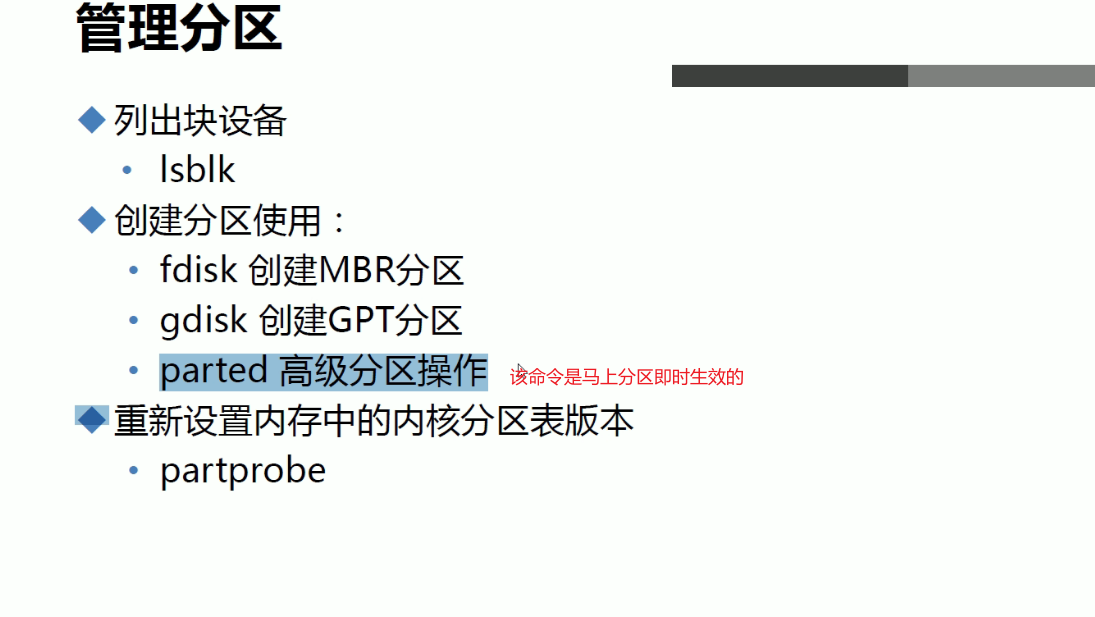 管理分区
列出块设备
lsblk
创建分区使用：
fdisk 创建MBR分区
gdisk 创建GPT分区
parted 高级分区操作 该命令是马上分区即时生效的
重新设置内存中的内核分区表版本
partprobe